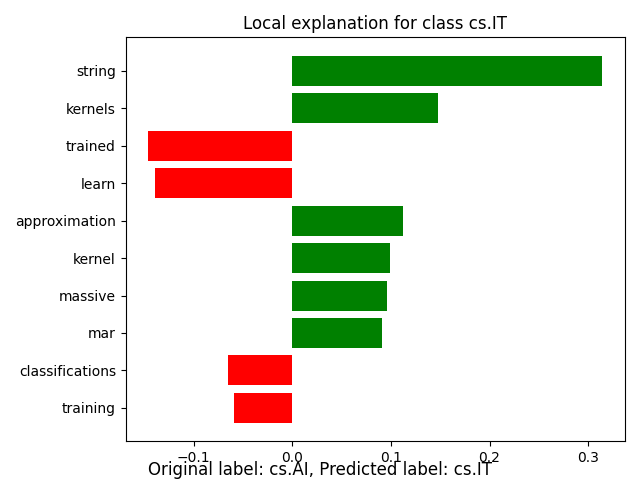 Local explanation for class cs.IT
string
kernels
trained
learn
approximation
kernel
massive
mar
classifications
training
−0.1 0.0 0.1 0.2 0.3
Original label: cs.AI, Predicted label: cs.IT